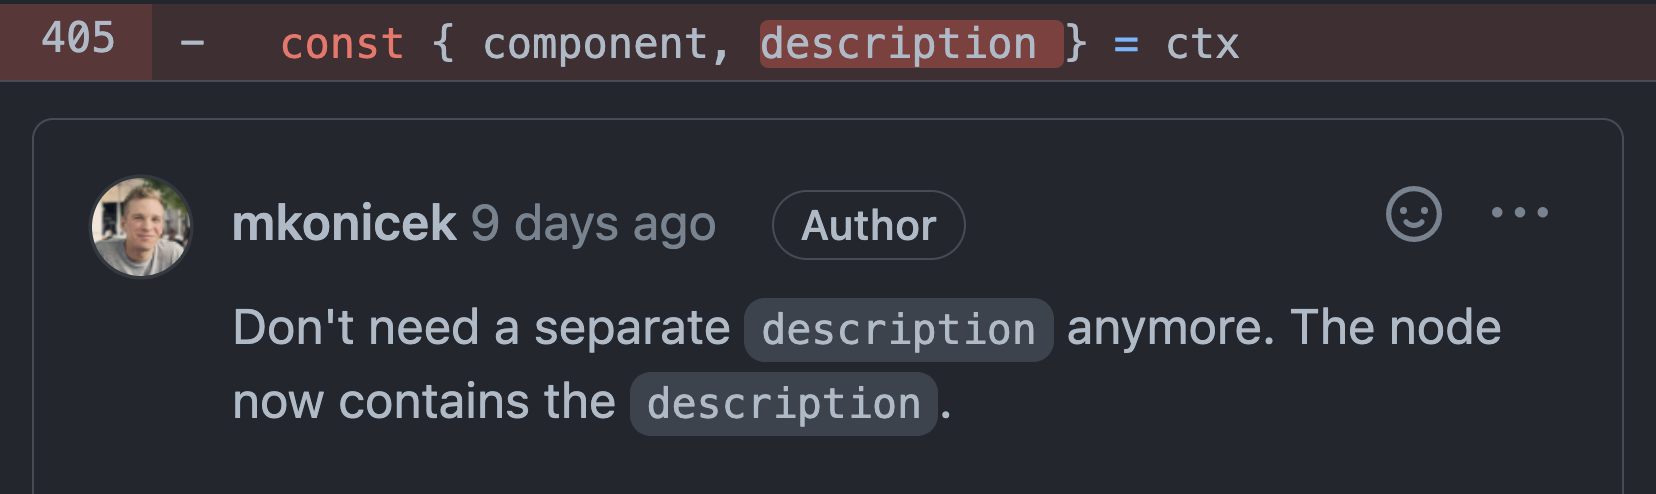 405 − const { component, description } = ctx
mkonicek 9 days ago Author
Don't need a separate description anymore. The node
now contains the description.